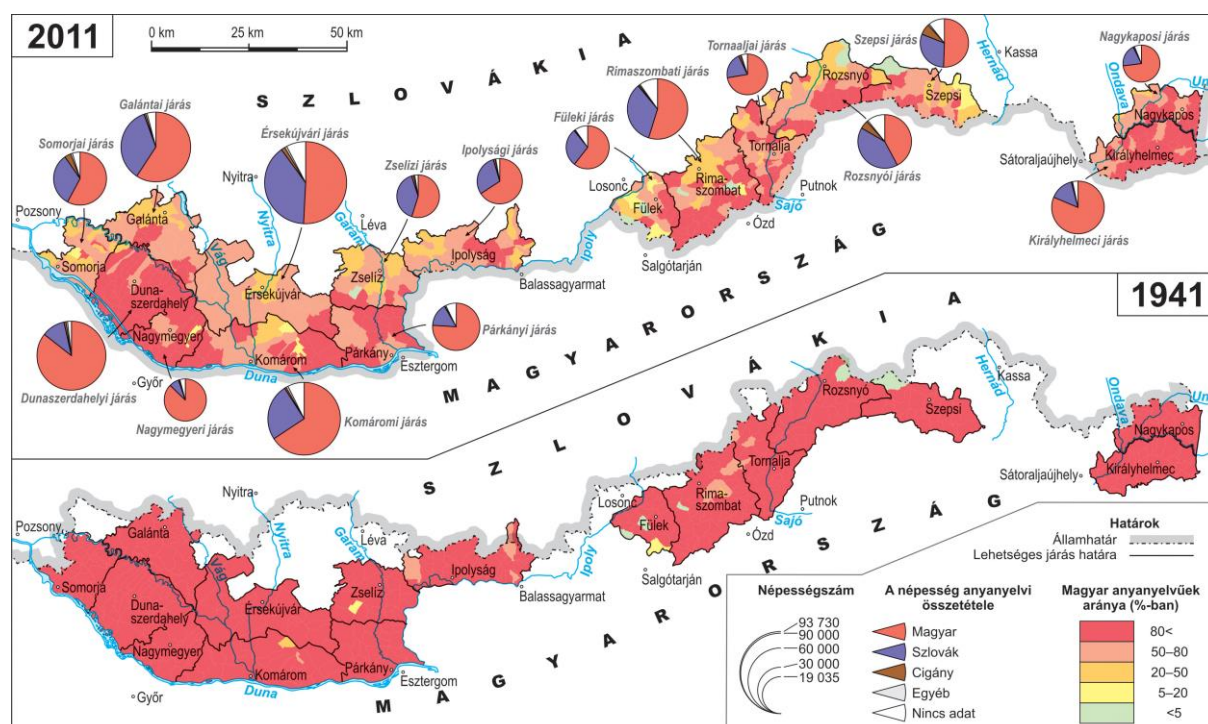 2011
0 km
25 km
50 km
SZLOVÁKIA
MAGYARORSZÁG
Somorjai járás
Galántai járás
Érsekújvári járás
Zselízi járás
Ipolysági járás
Füleki járás
Rimaszombati járás
Tornaaljai járás
Szepsi járás
Rozsnyói járás
Nagykaposi járás
Királyhelmeci járás
Párkányi járás
Komáromi járás
Nagymegyeri járás
Dunaszerdahelyi járás
Pozsony
Nyitra
Léva
Losonc
Kassa
Sátoraljaújhely
Putnok
Ózd
Salgótarján
Balassagyarmat
Esztergom
Győr
Somorja
Galánta
Duna-
szerdahely
Nagymegyer
Érsekújvár
Komárom
Zselíz
Párkány
Ipolyság
Fülek
Rima-
szombat
Tornalja
Rozsnyó
Szepsi
Nagykapos
Királyhelmec
Duna
Vág
Nyitra
Garam
Ipoly
Sajó
Hernád
Ondava
Un
1941
SZLOVÁKIA
MAGYARORSZÁG
Pozsony
Nyitra
Léva
Losonc
Kassa
Sátoraljaújhely
Putnok
Ózd
Salgótarján
Balassagyarmat
Esztergom
Győr
Somorja
Galánta
Duna-
szerdahely
Nagymegyer
Érsekújvár
Komárom
Zselíz
Párkány
Ipolyság
Fülek
Rima-
szombat
Tornalja
Rozsnyó
Szepsi
Nagykapos
Királyhelmec
Duna
Vág
Nyitra
Garam
Ipoly
Sajó
Hernád
Ondava
Un
Határok
Államhatár
Lehetséges járás határa
Népességszám
93 730
90 000
60 000
30 000
19 035
A népesség anyanyelvi
összetétele
Magyar
Szlovák
Cigány
Egyéb
Nincs adat
Magyar anyanyelvűek
aránya (%-ban)
80<
50–80
20–50
5–20
<5